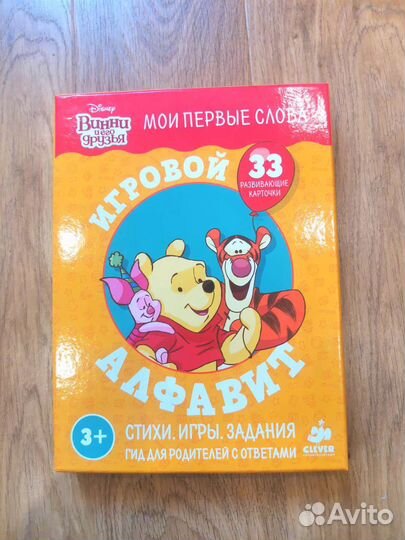 Disney
Винни
и его
друзья
МОИ ПЕРВЫЕ СЛОВА
ИГРОВОЙ
33
РАЗВИВАЮЩИЕ
КАРТОЧКИ
АЛФАВИТ
3+
СТИХИ. ИГРЫ. ЗАДАНИЯ
ГИД ДЛЯ РОДИТЕЛЕЙ С ОТВЕТАМИ
CLEVER
Avito